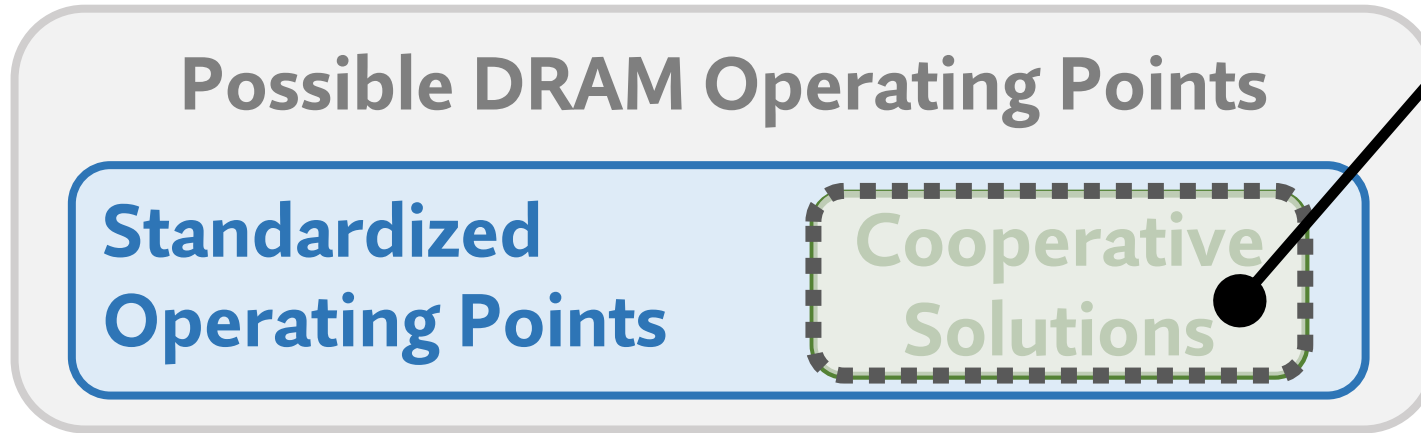 Possible DRAM Operating Points
Standardized
Operating Points
Cooperative
Solutions